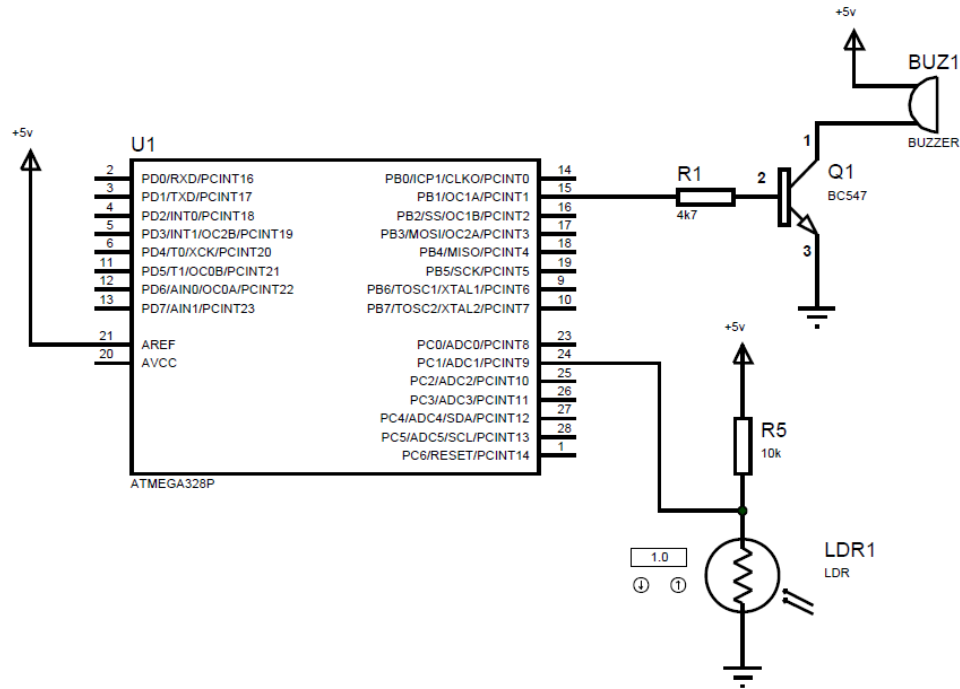 +5v
BUZ1
BUZZER
+5v
U1
2 PD0/RXD/PCINT16 PB0/ICP1/CLKO/PCINT0 14
3 PD1/TXD/PCINT17 PB1/OC1A/PCINT1 15
4 PD2/INT0/PCINT18 PB2/SS/OC1B/PCINT2 16
5 PD3/INT1/OC2B/PCINT19 PB3/MOSI/OC2A/PCINT3 17
6 PD4/T0/XCK/PCINT20 PB4/MISO/PCINT4 18
11 PD5/T1/OC0B/PCINT21 PB5/SCK/PCINT5 19
12 PD6/AIN0/OC0A/PCINT22 PB6/TOSC1/XTAL1/PCINT6 9
13 PD7/AIN1/PCINT23 PB7/TOSC2/XTAL2/PCINT7 10
21 AREF PC0/ADC0/PCINT8 23
20 AVCC PC1/ADC1/PCINT9 24
PC2/ADC2/PCINT10 25
PC3/ADC3/PCINT11 26
PC4/ADC4/SDA/PCINT12 27
PC5/ADC5/SCL/PCINT13 28
PC6/RESET/PCINT14 1
ATMEGA328P
R1
4k7
1
2
3
Q1
BC547
+5v
R5
10k
1.0
LDR1
LDR